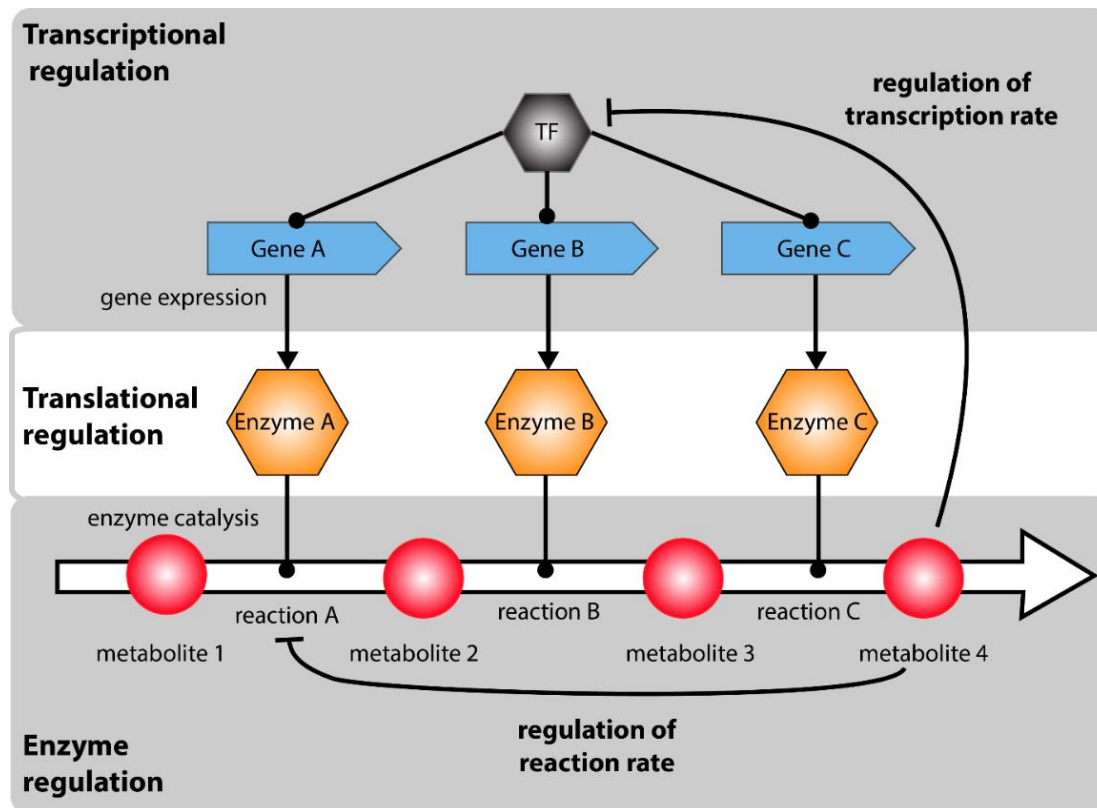 Transcriptional
regulation
regulation of
transcription rate
TF
Gene A
Gene B
Gene C
gene expression
Translational
regulation
Enzyme A
Enzyme B
Enzyme C
enzyme catalysis
reaction A
reaction B
reaction C
metabolite 1
metabolite 2
metabolite 3
metabolite 4
regulation of
reaction rate
Enzyme
regulation